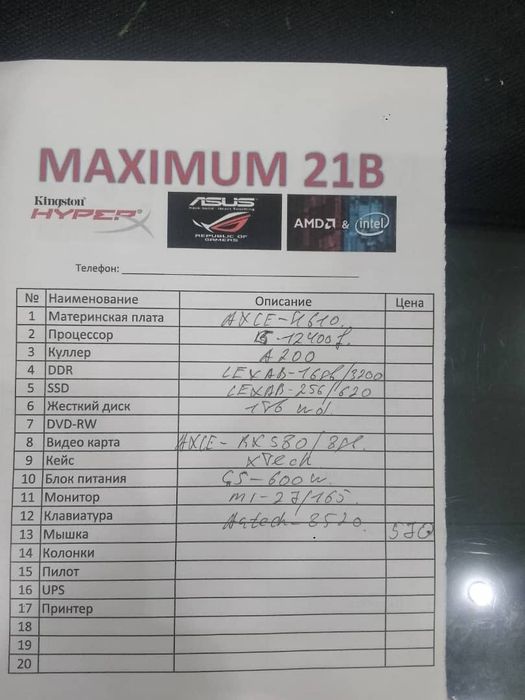 MAXIMUM 21B
Kingston
HYPERX
ASUS
REPUBLIC OF
GAMERS
AMD & intel
Телефон:
№ Наименование Описание Цена
1 Материнская плата AXLE-H610.
2 Процессор i5-12400f.
3 Куллер A200
4 DDR LEXAR-16Gb/3200
5 SSD LEXAR-256/620
6 Жесткий диск 1Tb wd.
7 DVD-RW
8 Видео карта AXLE-RX580/8Gb.
9 Кейс xTech
10 Блок питания GS-600w.
11 Монитор mi-27/165.
12 Клавиатура
13 Мышка
14 Колонки
15 Пилот
16 UPS
17 Принтер
18
19
20